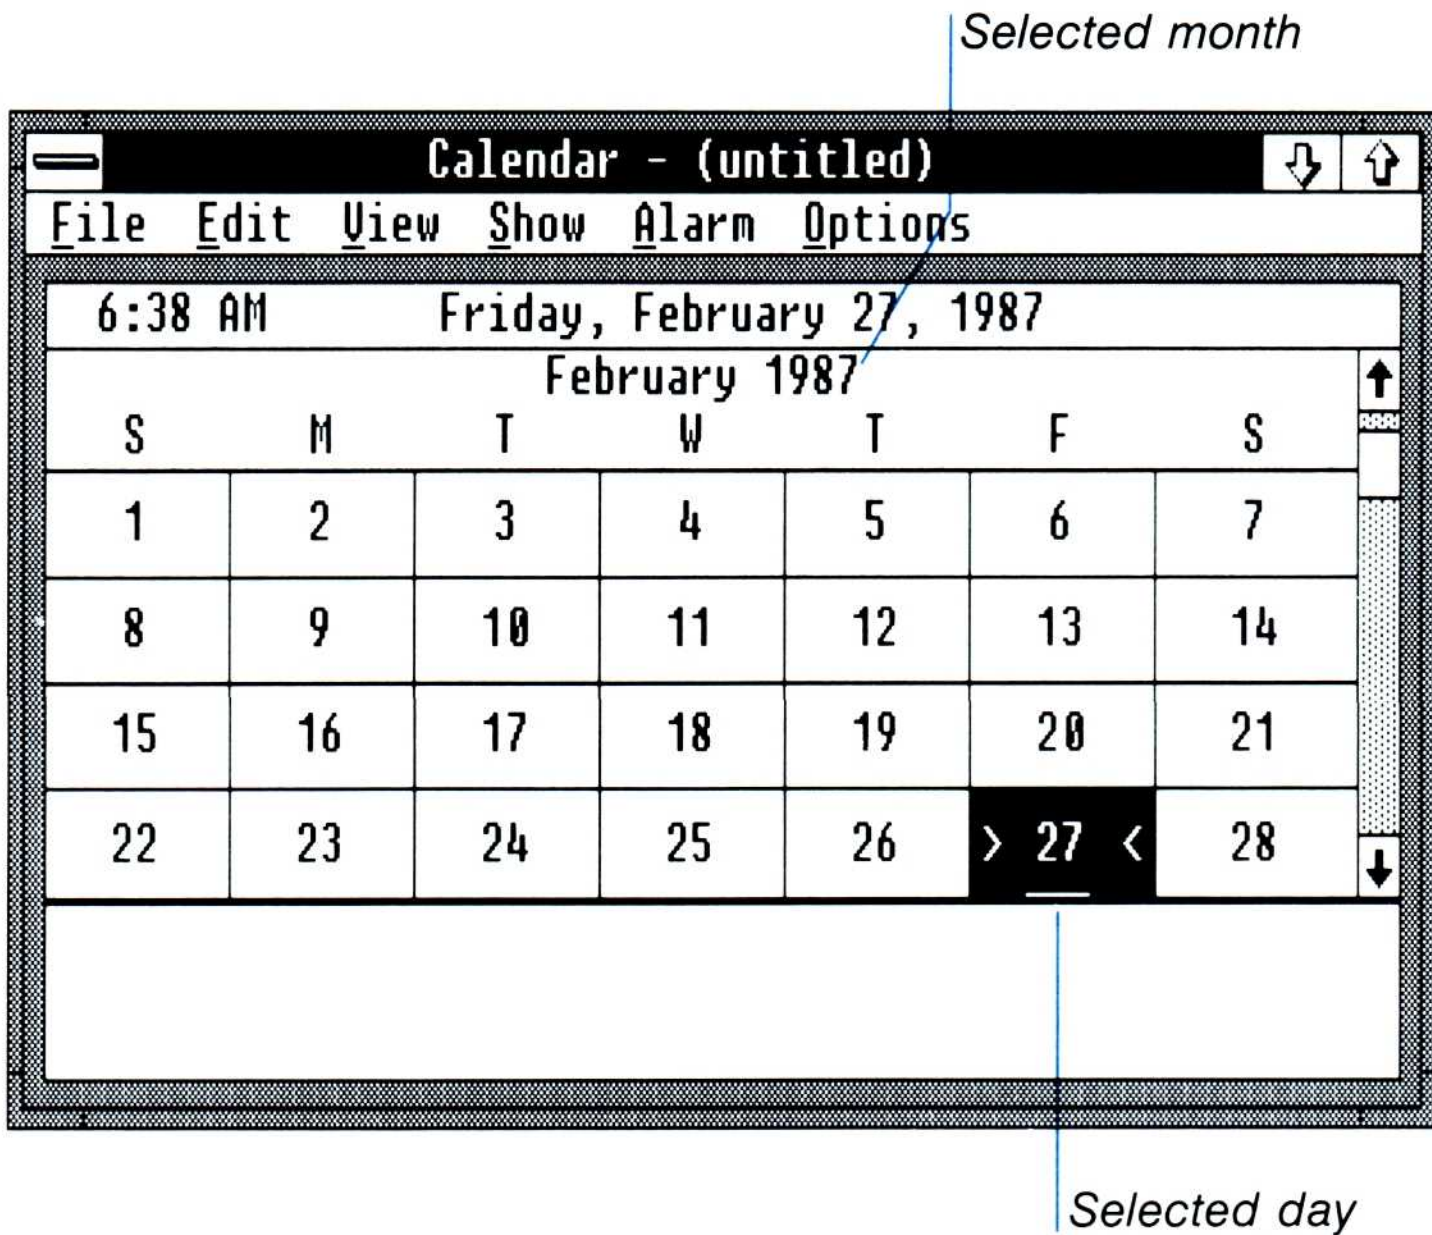 Selected month
Calendar - (untitled)
File Edit View Show Alarm Options
6:38 AM Friday, February 27, 1987
February 1987
S M T W T F S
1 2 3 4 5 6 7
8 9 10 11 12 13 14
15 16 17 18 19 20 21
22 23 24 25 26 > 27 < 28
Selected day